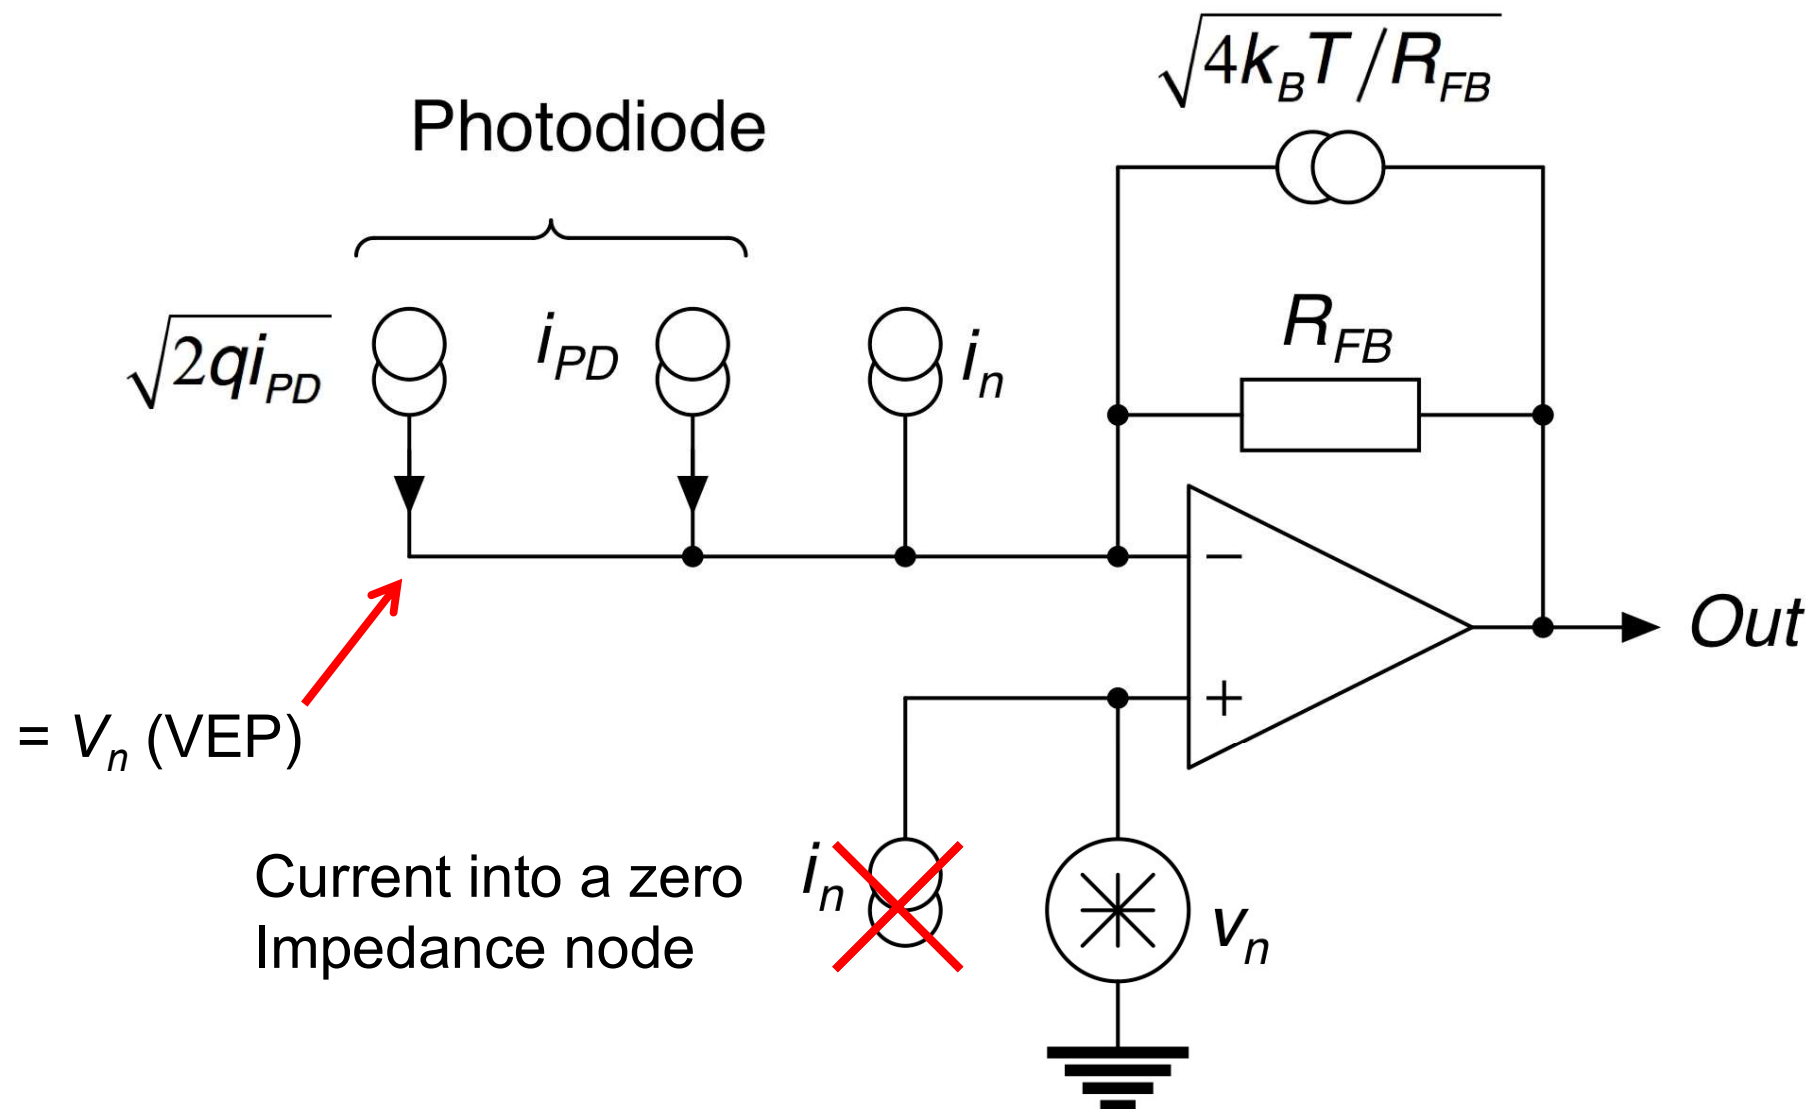 √4k_BT/R_FB
Photodiode
√2qi_PD
i_PD
i_n
R_FB
−
Out
+
= V_n (VEP)
Current into a zero
Impedance node
i_n
v_n